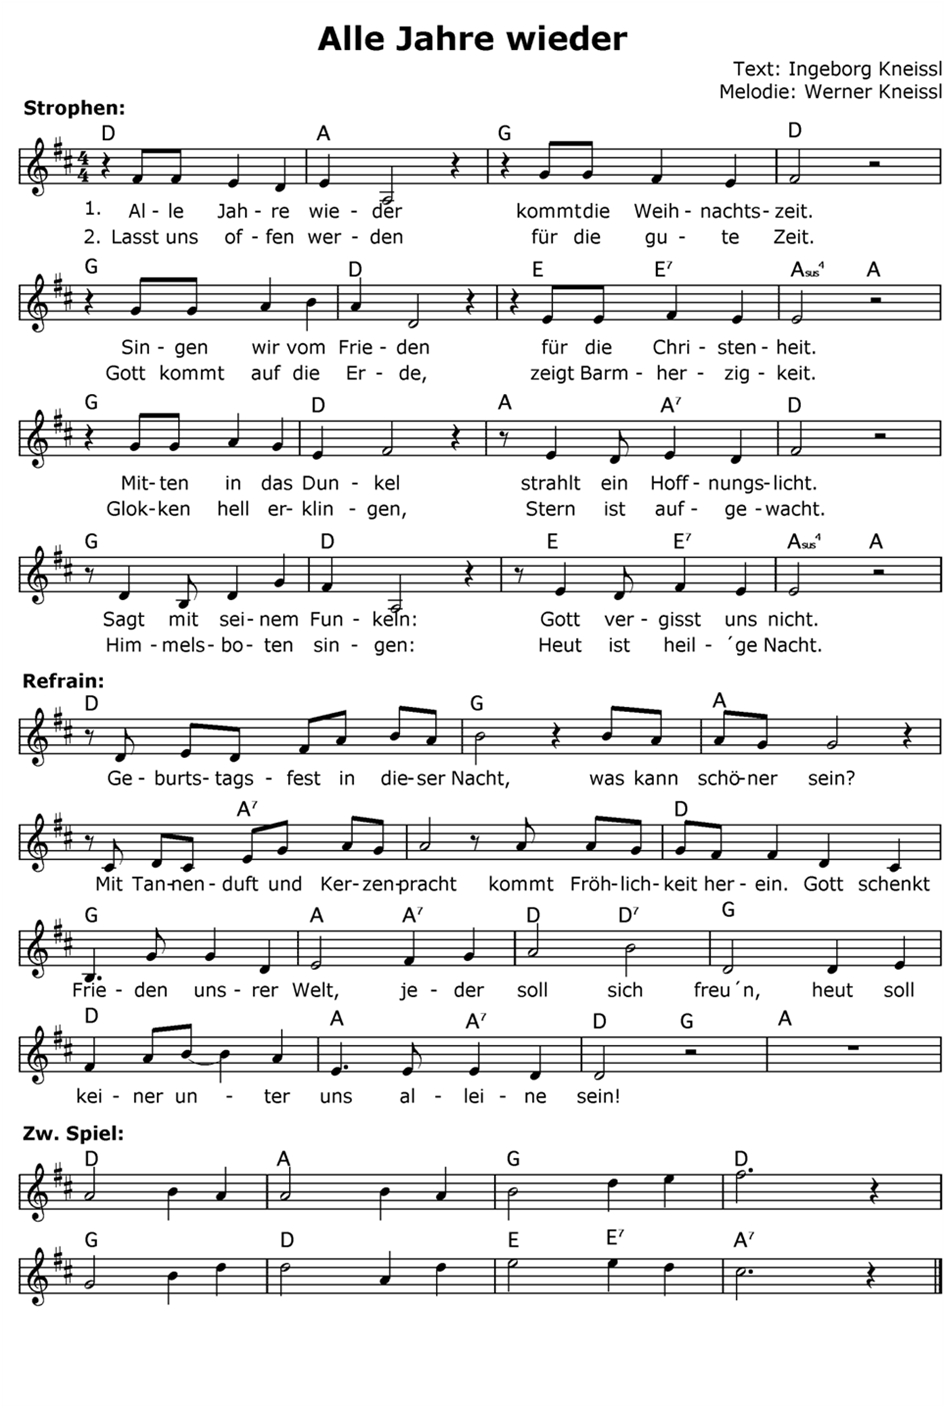 Alle Jahre wieder
Text: Ingeborg Kneissl
Melodie: Werner Kneissl
Strophen:
D A G D
1. Al - le Jah - re wie - der kommt die Weih - nachts - zeit.
2. Lasst uns of - fen wer - den für die gu - te Zeit.
G D E E7 Asus4 A
Sin - gen wir vom Frie - den für die Chri - sten - heit.
Gott kommt auf die Er - de, zeigt Barm - her - zig - keit.
G D A A7 D
Mit - ten in das Dun - kel strahlt ein Hoff - nungs - licht.
Glok - ken hell er - klin - gen, Stern ist auf - ge - wacht.
G D E E7 Asus4 A
Sagt mit sei - nem Fun - keln: Gott ver - gisst uns nicht.
Him - mels - bo - ten sin - gen: Heut ist heil - ´ge Nacht.
Refrain:
D G A
Ge - burts - tags - fest in die - ser Nacht, was kann schö - ner sein?
A7 D
Mit Tan - nen - duft und Ker - zen - pracht kommt Fröh - lich - keit her - ein. Gott schenkt
G A A7 D D7 G
Frie - den uns - rer Welt, je - der soll sich freu´n, heut soll
D A A7 D G A
kei - ner un - ter uns al - lei - ne sein!
Zw. Spiel:
D A G D
G D E E7 A7